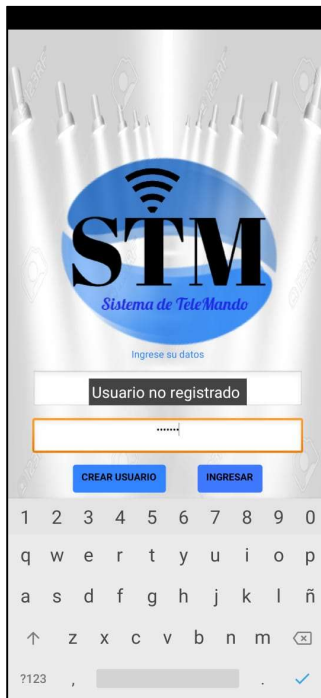 STM
Sistema de TeleMando
Ingrese su datos
Usuario no registrado
•••••••
CREAR USUARIO INGRESAR
1 2 3 4 5 6 7 8 9 0
q w e r t y u i o p
a s d f g h j k l ñ
z x c v b n m
?123 , .